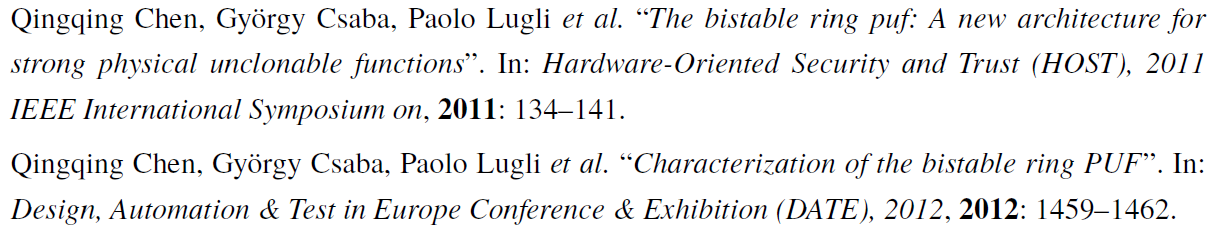 Qingqing Chen, György Csaba, Paolo Lugli et al. “The bistable ring puf: A new architecture for
strong physical unclonable functions”. In: Hardware-Oriented Security and Trust (HOST), 2011
IEEE International Symposium on, 2011: 134–141.
Qingqing Chen, György Csaba, Paolo Lugli et al. “Characterization of the bistable ring PUF”. In:
Design, Automation & Test in Europe Conference & Exhibition (DATE), 2012, 2012: 1459–1462.